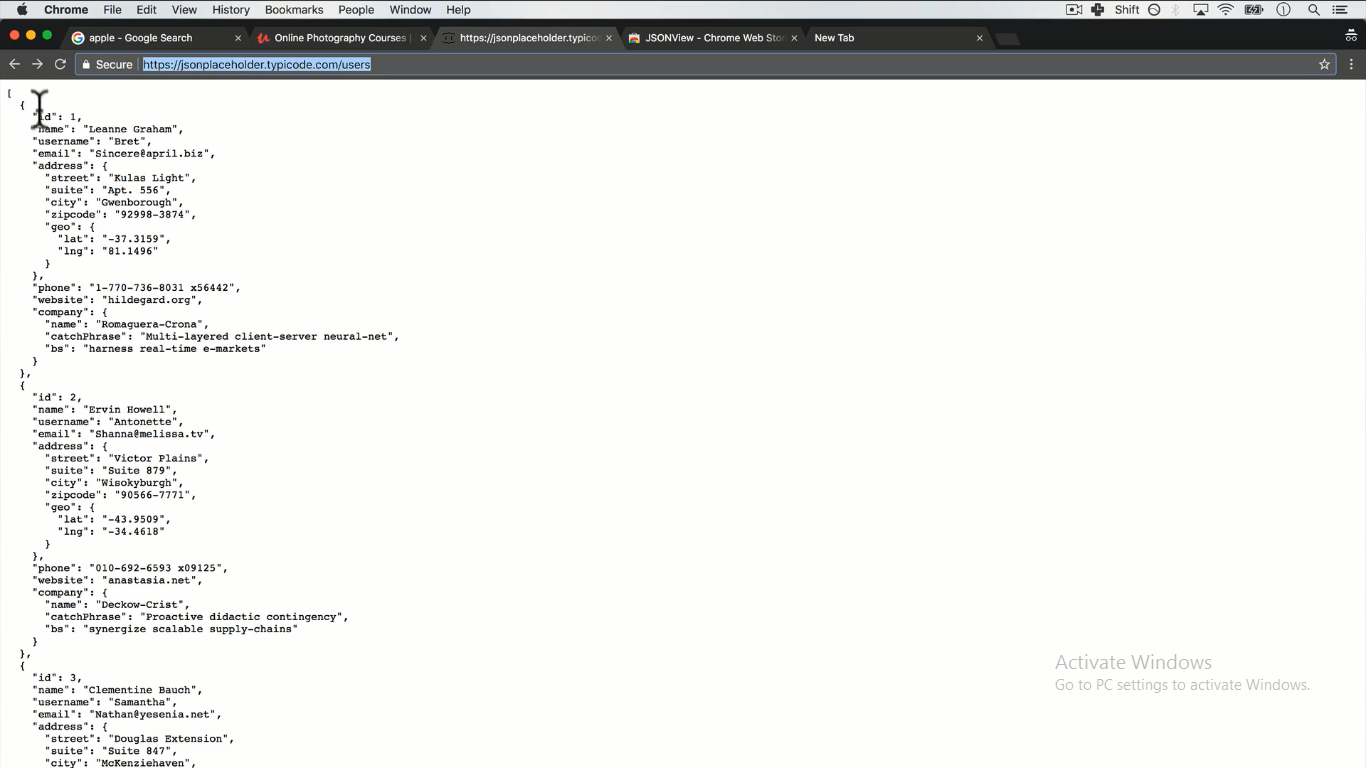 Chrome File Edit View History Bookmarks People Window Help Shift
apple - Google Search Online Photography Courses | https://jsonplaceholder.typico JSONView - Chrome Web Stor New Tab
Secure https://jsonplaceholder.typicode.com/users
[
{
"id": 1,
"name": "Leanne Graham",
"username": "Bret",
"email": "Sincere@april.biz",
"address": {
"street": "Kulas Light",
"suite": "Apt. 556",
"city": "Gwenborough",
"zipcode": "92998-3874",
"geo": {
"lat": "-37.3159",
"lng": "81.1496"
}
},
"phone": "1-770-736-8031 x56442",
"website": "hildegard.org",
"company": {
"name": "Romaguera-Crona",
"catchPhrase": "Multi-layered client-server neural-net",
"bs": "harness real-time e-markets"
}
},
{
"id": 2,
"name": "Ervin Howell",
"username": "Antonette",
"email": "Shanna@melissa.tv",
"address": {
"street": "Victor Plains",
"suite": "Suite 879",
"city": "Wisokyburgh",
"zipcode": "90566-7771",
"geo": {
"lat": "-43.9509",
"lng": "-34.4618"
}
},
"phone": "010-692-6593 x09125",
"website": "anastasia.net",
"company": {
"name": "Deckow-Crist",
"catchPhrase": "Proactive didactic contingency",
"bs": "synergize scalable supply-chains"
}
},
{
"id": 3,
"name": "Clementine Bauch",
"username": "Samantha",
"email": "Nathan@yesenia.net",
"address": {
"street": "Douglas Extension",
"suite": "Suite 847",
"city": "McKenziehaven",
Activate Windows
Go to PC settings to activate Windows.